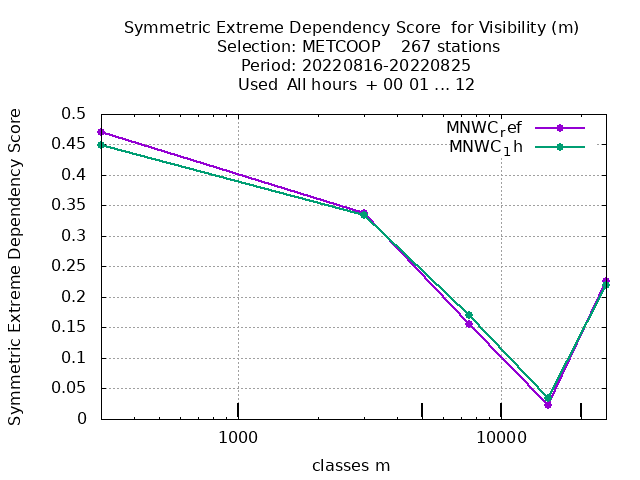 Symmetric Extreme Dependency Score  for Visibility (m)
Selection: METCOOP    267 stations
Period: 20220816-20220825
Used  All hours  + 00 01 ... 12
Symmetric Extreme Dependency Score
0.5
0.45
0.4
0.35
0.3
0.25
0.2
0.15
0.1
0.05
0
MNWCref
MNWC1h
1000
10000
classes m